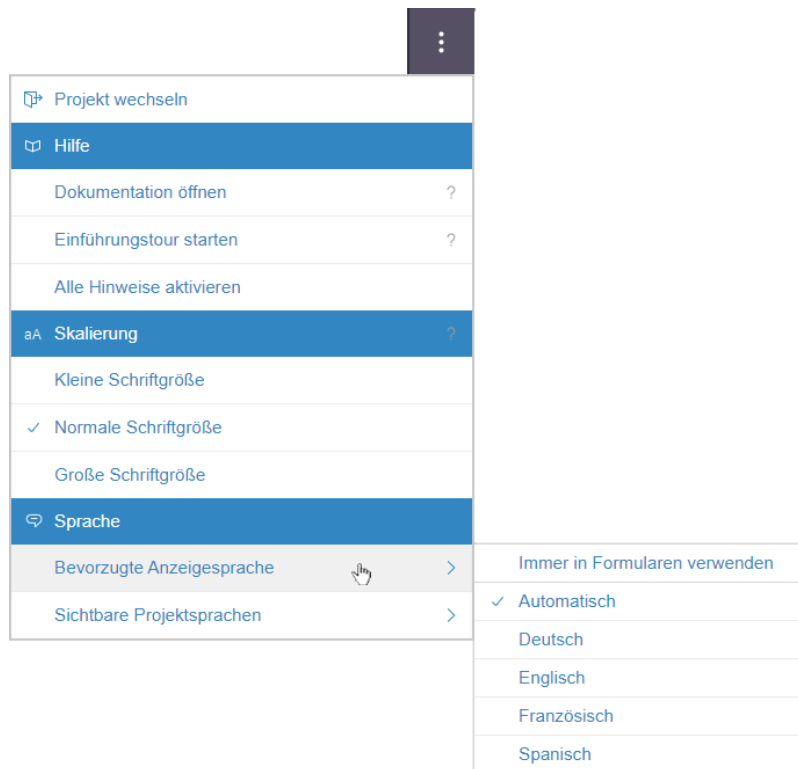 Projekt wechseln
Hilfe
Dokumentation öffnen ?
Einführungstour starten ?
Alle Hinweise aktivieren
aA Skalierung ?
Kleine Schriftgröße
Normale Schriftgröße
Große Schriftgröße
Sprache
Bevorzugte Anzeigesprache
Sichtbare Projektsprachen
Immer in Formularen verwenden
Automatisch
Deutsch
Englisch
Französisch
Spanisch